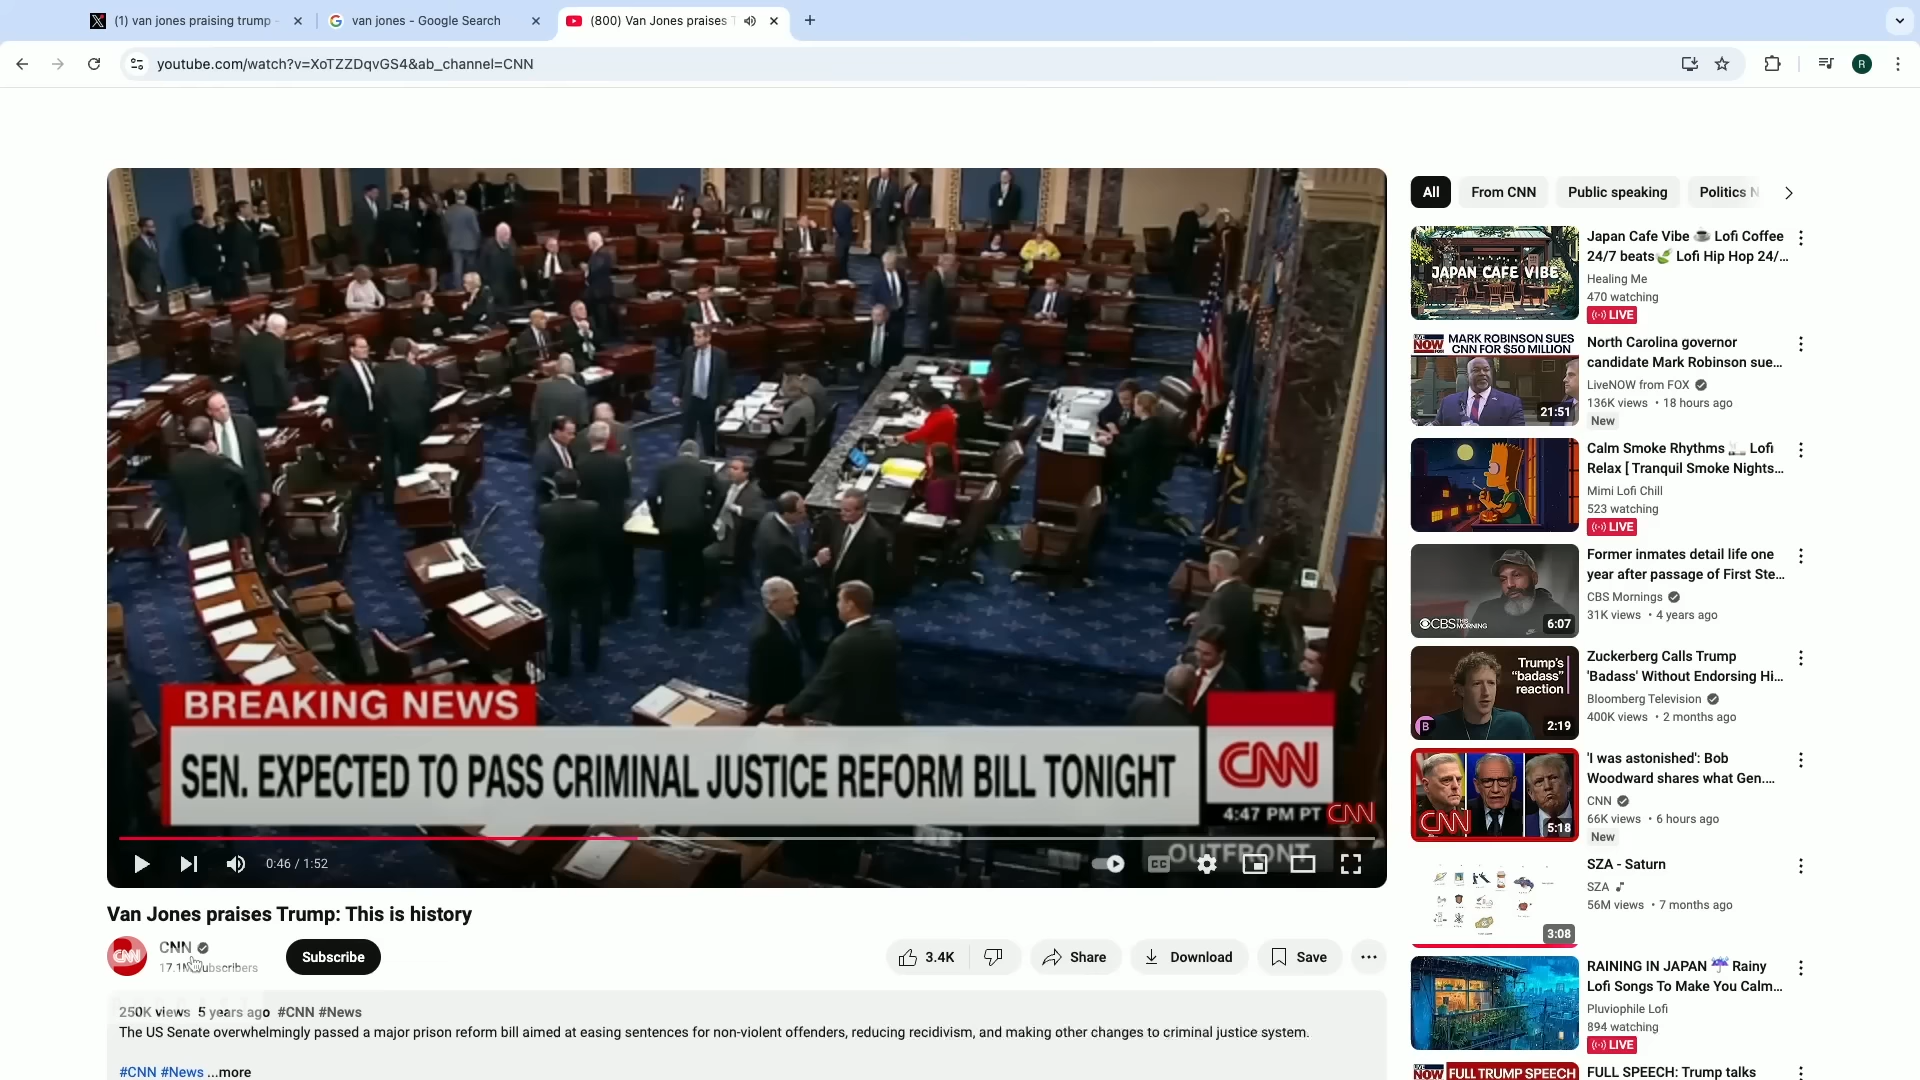 (1) van jones praising trump -
van jones - Google Search
(800) Van Jones praises T
youtube.com/watch?v=XoTZZDqvGS4&ab_channel=CNN
R
BREAKING NEWS
SEN. EXPECTED TO PASS CRIMINAL JUSTICE REFORM BILL TONIGHT
CNN
4:47 PM PT
CNN
OUTFRONT
0:46 / 1:52
CC
Van Jones praises Trump: This is history
CNN
CNN
17.1M subscribers
Subscribe
3.4K
Share
Download
Save
250K views 5 years ago #CNN #News
The US Senate overwhelmingly passed a major prison reform bill aimed at easing sentences for non-violent offenders, reducing recidivism, and making other changes to criminal justice system.
#CNN #News ...more
All
From CNN
Public speaking
Politics N
JAPAN CAFE VIBE
Japan Cafe Vibe ☕ Lofi Coffee
24/7 beats🍃 Lofi Hip Hop 24/...
Healing Me
470 watching
LIVE
LIVE NOW
MARK ROBINSON SUES
CNN FOR $50 MILLION
21:51
North Carolina governor
candidate Mark Robinson sue...
LiveNOW from FOX
136K views • 18 hours ago
New
Calm Smoke Rhythms 🚬 Lofi
Relax [ Tranquil Smoke Nights...
Mimi Lofi Chill
523 watching
LIVE
CBS THIS MORNING
6:07
Former inmates detail life one
year after passage of First Ste...
CBS Mornings
31K views • 4 years ago
Trump's
"badass"
reaction
B
2:19
Zuckerberg Calls Trump
'Badass' Without Endorsing Hi...
Bloomberg Television
400K views • 2 months ago
CNN
5:18
'I was astonished': Bob
Woodward shares what Gen....
CNN
66K views • 6 hours ago
New
3:08
SZA - Saturn
SZA
56M views • 7 months ago
RAINING IN JAPAN ☔ Rainy
Lofi Songs To Make You Calm...
Pluviophile Lofi
894 watching
LIVE
NOW
FULL TRUMP SPEECH
FULL SPEECH: Trump talks